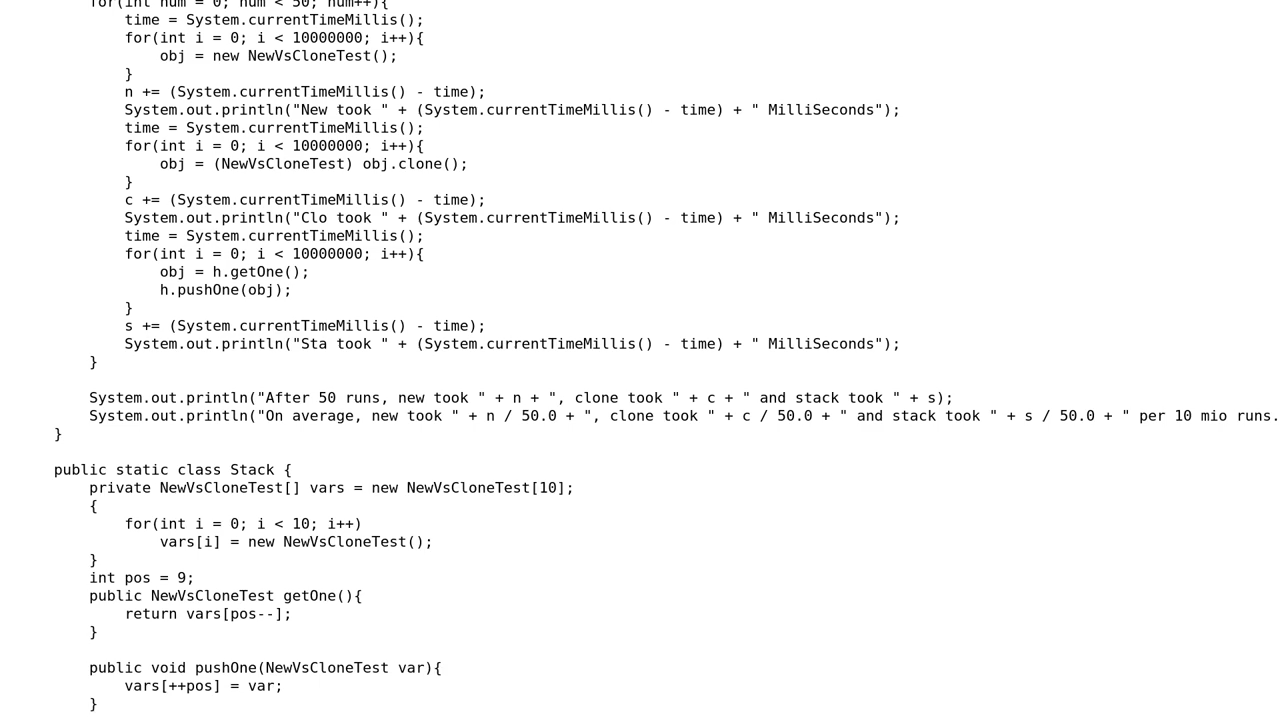 for(int num = 0; num < 50; num++){
time = System.currentTimeMillis();
for(int i = 0; i < 10000000; i++){
obj = new NewVsCloneTest();
}
n += (System.currentTimeMillis() - time);
System.out.println("New took " + (System.currentTimeMillis() - time) + " MilliSeconds");
time = System.currentTimeMillis();
for(int i = 0; i < 10000000; i++){
obj = (NewVsCloneTest) obj.clone();
}
c += (System.currentTimeMillis() - time);
System.out.println("Clo took " + (System.currentTimeMillis() - time) + " MilliSeconds");
time = System.currentTimeMillis();
for(int i = 0; i < 10000000; i++){
obj = h.getOne();
h.pushOne(obj);
}
s += (System.currentTimeMillis() - time);
System.out.println("Sta took " + (System.currentTimeMillis() - time) + " MilliSeconds");
}
System.out.println("After 50 runs, new took " + n + ", clone took " + c + " and stack took " + s);
System.out.println("On average, new took " + n / 50.0 + ", clone took " + c / 50.0 + " and stack took " + s / 50.0 + " per 10 mio runs.
}
public static class Stack {
private NewVsCloneTest[] vars = new NewVsCloneTest[10];
{
for(int i = 0; i < 10; i++)
vars[i] = new NewVsCloneTest();
}
int pos = 9;
public NewVsCloneTest getOne(){
return vars[pos--];
}
public void pushOne(NewVsCloneTest var){
vars[++pos] = var;
}